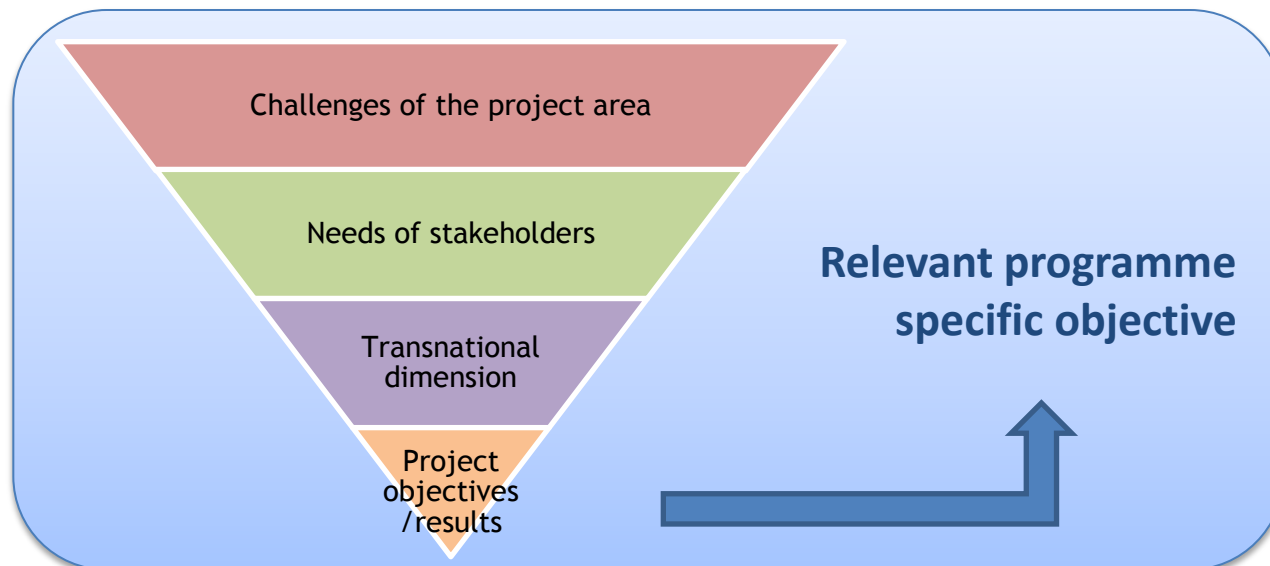 Challenges of the project area
Needs of stakeholders
Relevant programme
specific objective
Transnational
dimension
Project
objectives
/results